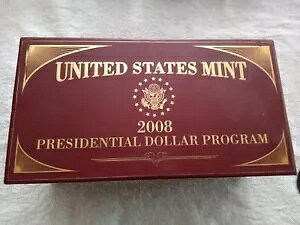 UNITED STATES MINT
2008
PRESIDENTIAL DOLLAR PROGRAM